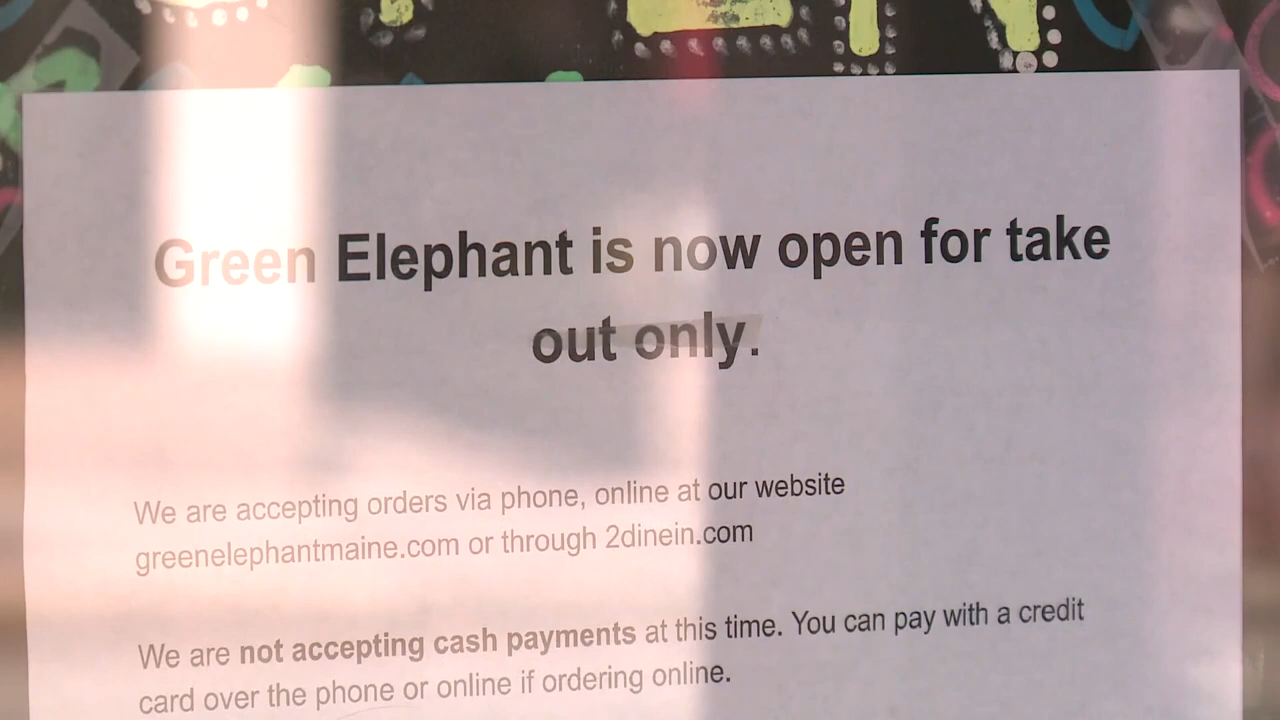 Green Elephant is now open for take
out only.
We are accepting orders via phone, online at our website
greenelephantmaine.com or through 2dinein.com
We are not accepting cash payments at this time. You can pay with a credit
card over the phone or online if ordering online.